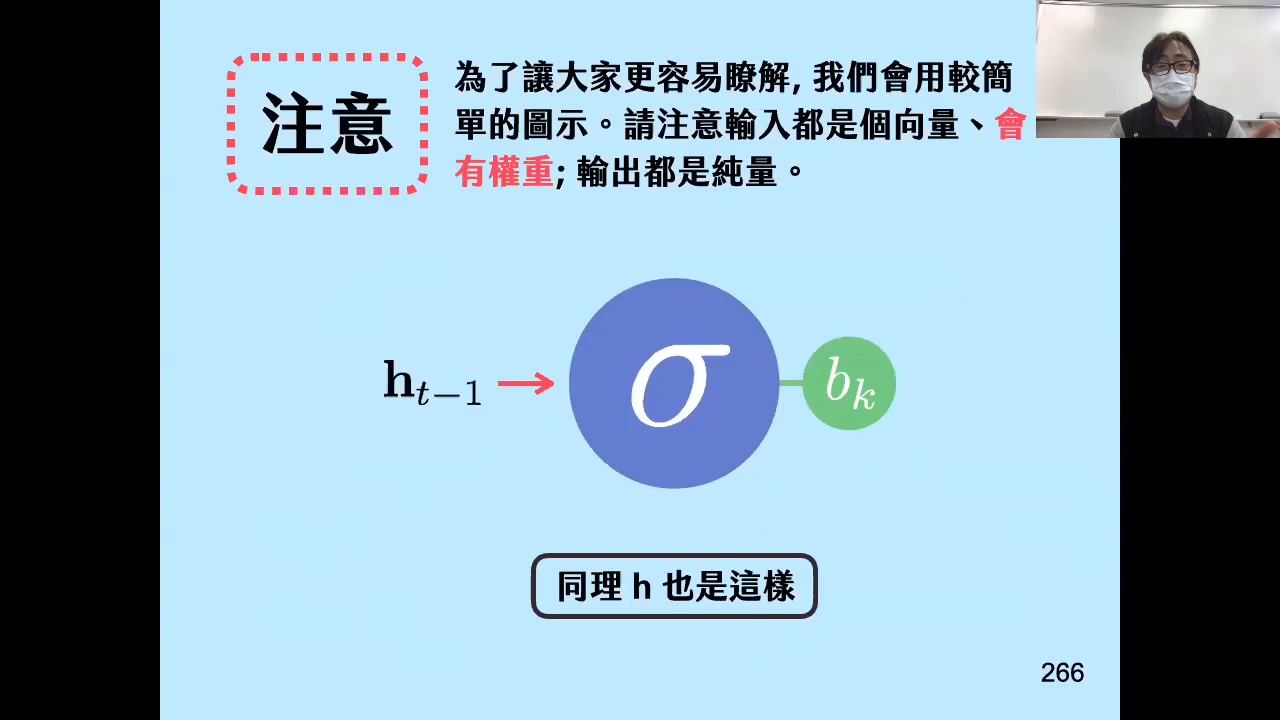 注意
為了讓大家更容易瞭解, 我們會用較簡
單的圖示。請注意輸入都是個向量、會
有權重; 輸出都是純量。
h_{t-1} → σ b_k
同理 h 也是這樣
266